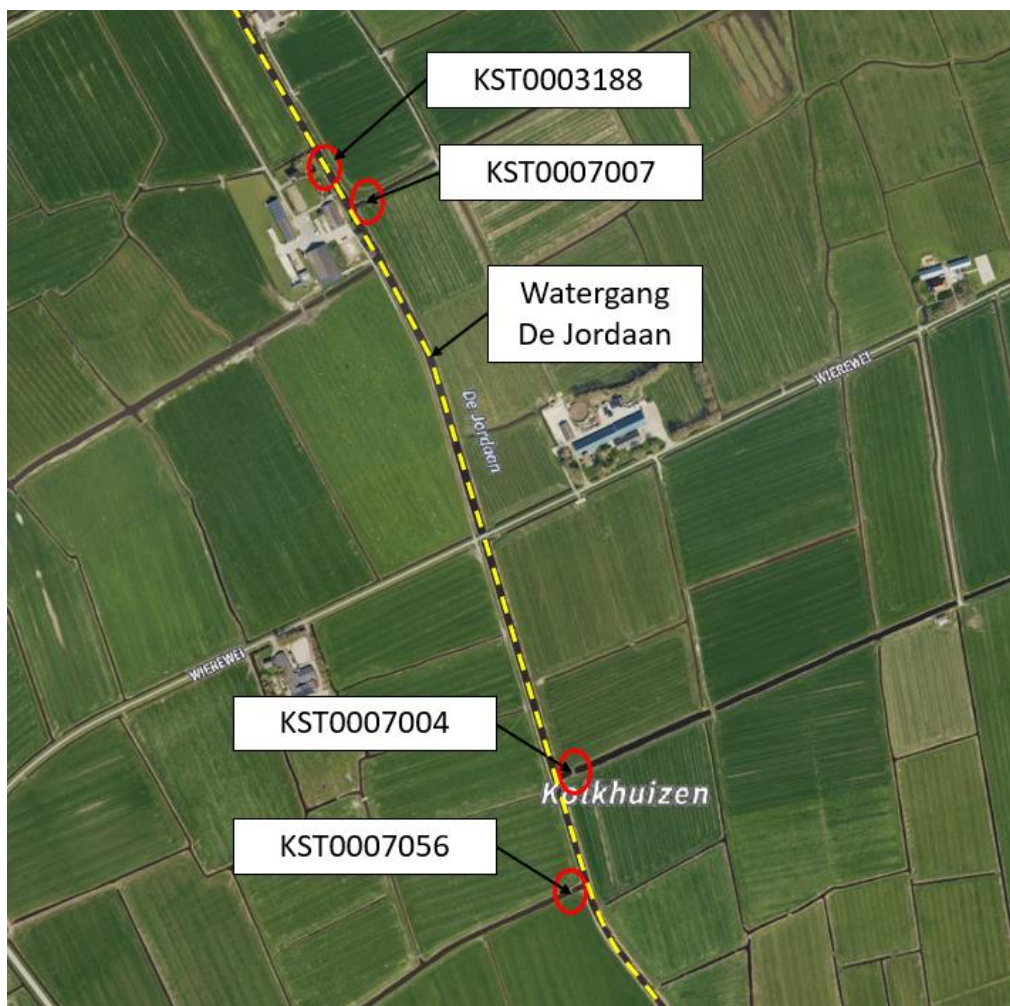 KST0003188
KST0007007
Watergang
De Jordaan
WIEREWEI
De Jordaan
WIEREWEI
KST0007004
Kolkhuizen
KST0007056